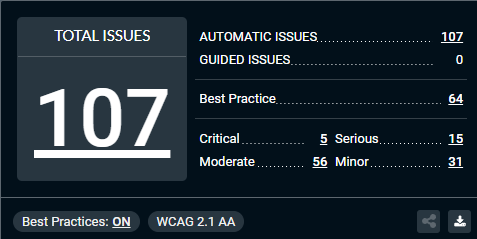 TOTAL ISSUES
107
AUTOMATIC ISSUES 107
GUIDED ISSUES 0
Best Practice 64
Critical 5 Serious 15
Moderate 56 Minor 31
Best Practices: ON WCAG 2.1 AA